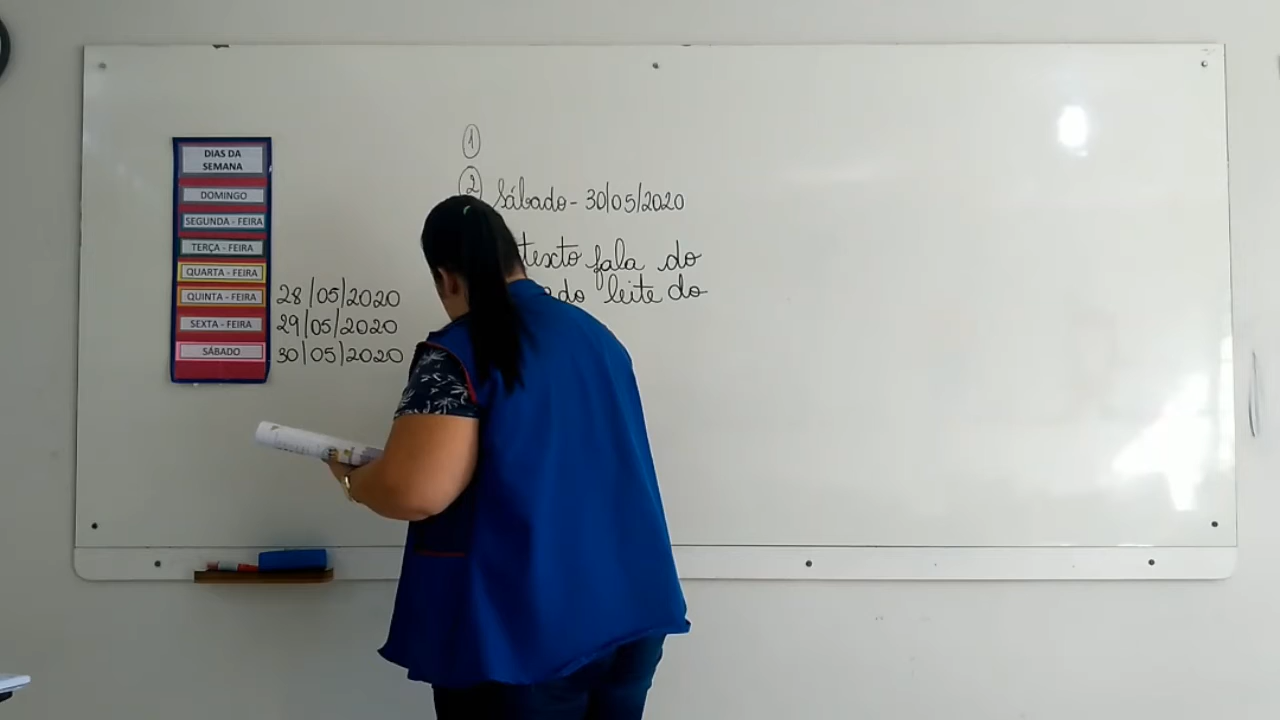 DIAS DA
SEMANA
DOMINGO
SEGUNDA - FEIRA
TERÇA - FEIRA
QUARTA - FEIRA
QUINTA - FEIRA
SEXTA - FEIRA
SÁBADO
28/05/2020
29/05/2020
30/05/2020
1
2 Sábado - 30/05/2020
texto fala do
leite do